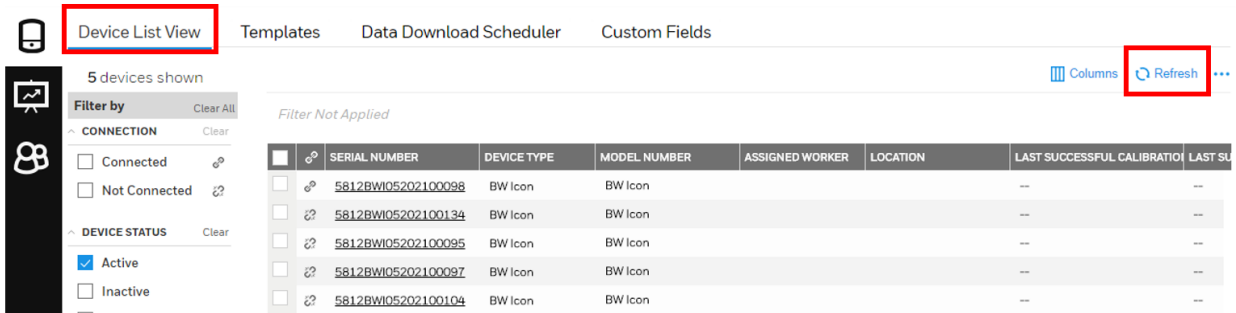 Device List View Templates Data Download Scheduler Custom Fields
5 devices shown
Columns Refresh ...
Filter by Clear All
Filter Not Applied
CONNECTION Clear
Connected
Not Connected
DEVICE STATUS Clear
Active
Inactive
SERIAL NUMBER DEVICE TYPE MODEL NUMBER ASSIGNED WORKER LOCATION LAST SUCCESSFUL CALIBRATIO LAST SU
5812BWI05202100098 BW Icon BW Icon -- --
5812BWI05202100134 BW Icon BW Icon -- --
5812BWI05202100095 BW Icon BW Icon -- --
5812BWI05202100097 BW Icon BW Icon -- --
5812BWI05202100104 BW Icon BW Icon -- --